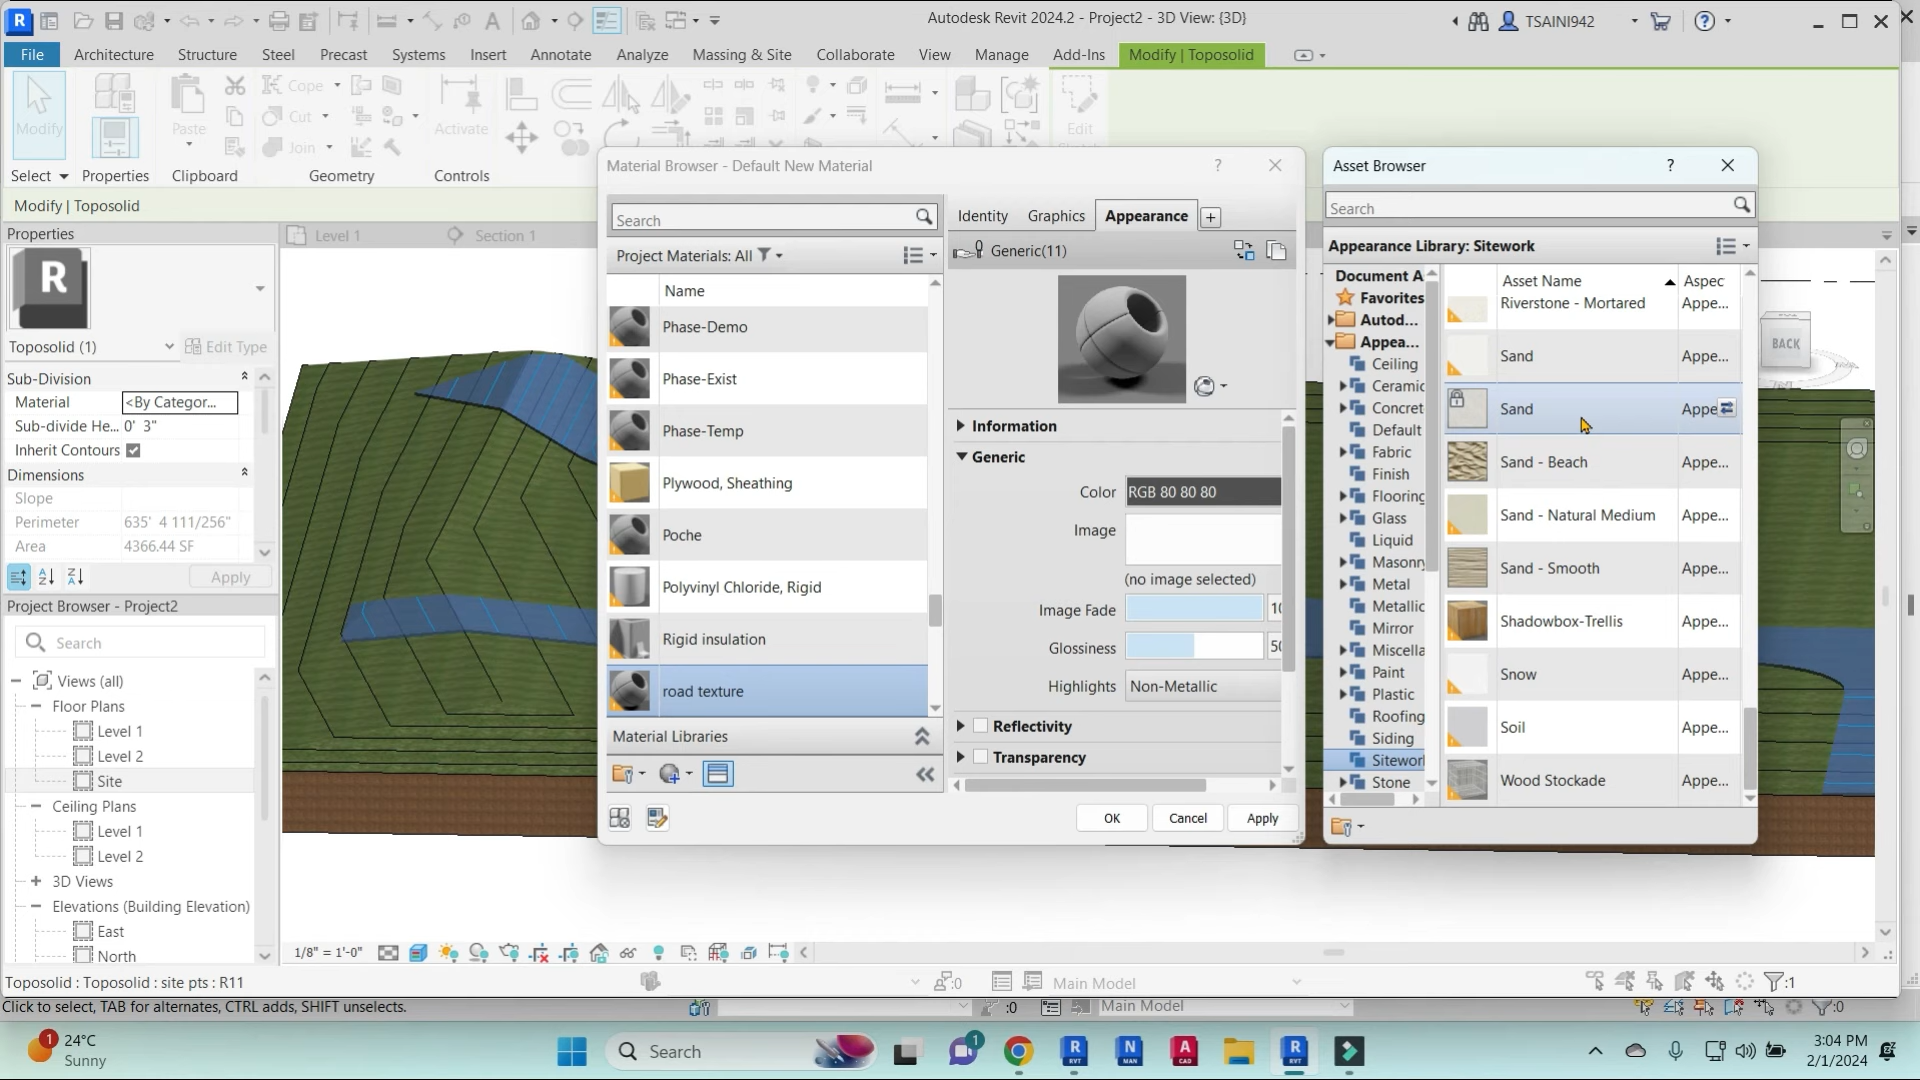 Autodesk Revit 2024.2 - Project2 - 3D View: {3D}
TSAINI942
File Architecture Structure Steel Precast Systems Insert Annotate Analyze Massing & Site Collaborate View Manage Add-Ins Modify | Toposolid
Modify
Paste
Cope
Cut
Join
Activate
Edit
Select Properties Clipboard Geometry Controls
Modify | Toposolid
Properties
Level 1
Section 1
Toposolid (1)
Edit Type
Sub-Division
Material <By Categor...
Sub-divide He... 0' 3"
Inherit Contours
Dimensions
Slope
Perimeter 635' 4 111/256"
Area 4366.44 SF
Apply
Project Browser - Project2
Search
Views (all)
Floor Plans
Level 1
Level 2
Site
Ceiling Plans
Level 1
Level 2
3D Views
Elevations (Building Elevation)
East
North
Material Browser - Default New Material
Search
Project Materials: All
Name
Phase-Demo
Phase-Exist
Phase-Temp
Plywood, Sheathing
Poche
Polyvinyl Chloride, Rigid
Rigid insulation
road texture
Material Libraries
Identity Graphics Appearance
Generic(11)
Information
Generic
Color RGB 80 80 80
Image
(no image selected)
Image Fade
Glossiness
Highlights Non-Metallic
Reflectivity
Transparency
OK Cancel Apply
Asset Browser
Search
Appearance Library: Sitework
Document A
Favorites
Autod...
Appea...
Ceiling
Ceramic
Concret
Default
Fabric
Finish
Flooring
Glass
Liquid
Masonry
Metal
Metallic
Mirror
Miscella
Paint
Plastic
Roofing
Siding
Sitework
Stone
Asset Name Aspec
Riverstone - Mortared Appe...
Sand Appe...
Sand Appe
Sand - Beach Appe...
Sand - Natural Medium Appe...
Sand - Smooth Appe...
Shadowbox-Trellis Appe...
Snow Appe...
Soil Appe...
Wood Stockade Appe...
BACK
1/8" = 1'-0"
Toposolid : Toposolid : site pts : R11
:0
Main Model
:1
Click to select, TAB for alternates, CTRL adds, SHIFT unselects.
:0
Main Model
:0
24°C
Sunny
Search
3:04 PM
2/1/2024